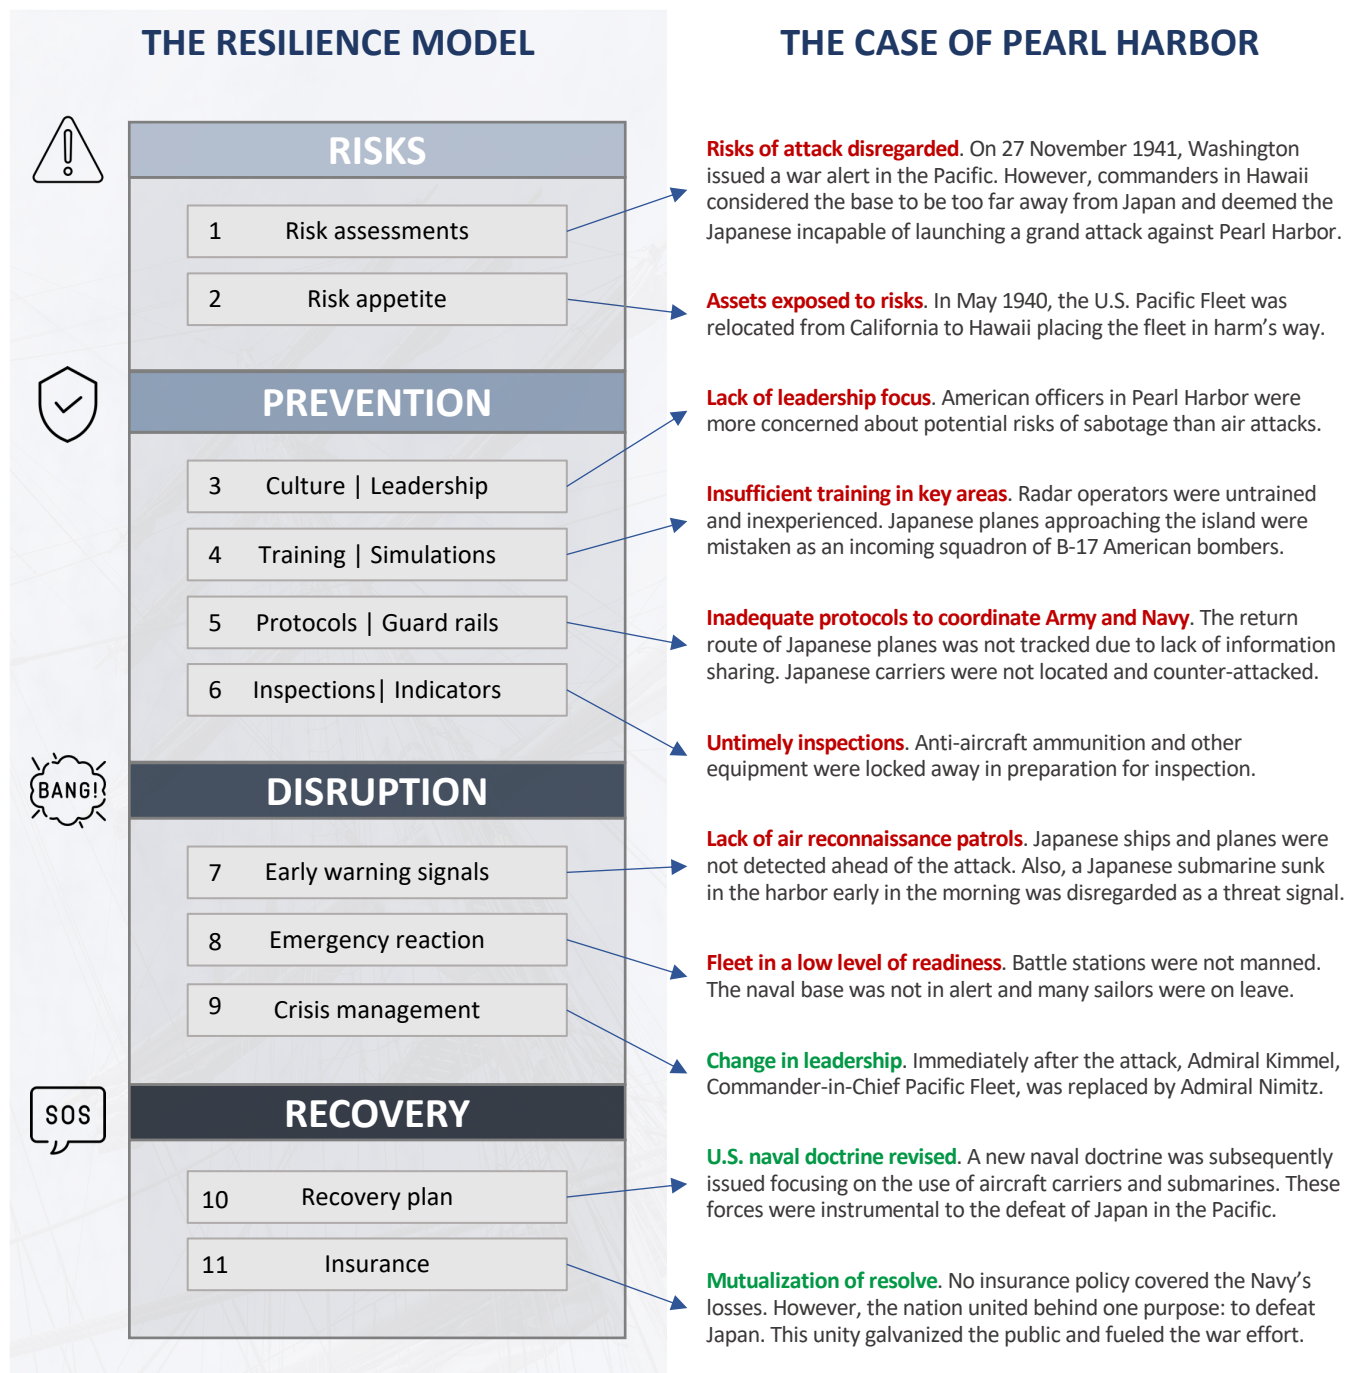 THE RESILIENCE MODEL
RISKS
1 Risk assessments
2 Risk appetite
PREVENTION
3 Culture | Leadership
4 Training | Simulations
5 Protocols | Guard rails
6 Inspections| Indicators
BANG!
DISRUPTION
7 Early warning signals
8 Emergency reaction
9 Crisis management
SOS
RECOVERY
10 Recovery plan
11 Insurance
THE CASE OF PEARL HARBOR
Risks of attack disregarded. On 27 November 1941, Washington
issued a war alert in the Pacific. However, commanders in Hawaii
considered the base to be too far away from Japan and deemed the
Japanese incapable of launching a grand attack against Pearl Harbor.
Assets exposed to risks. In May 1940, the U.S. Pacific Fleet was
relocated from California to Hawaii placing the fleet in harm’s way.
Lack of leadership focus. American officers in Pearl Harbor were
more concerned about potential risks of sabotage than air attacks.
Insufficient training in key areas. Radar operators were untrained
and inexperienced. Japanese planes approaching the island were
mistaken as an incoming squadron of B-17 American bombers.
Inadequate protocols to coordinate Army and Navy. The return
route of Japanese planes was not tracked due to lack of information
sharing. Japanese carriers were not located and counter-attacked.
Untimely inspections. Anti-aircraft ammunition and other
equipment were locked away in preparation for inspection.
Lack of air reconnaissance patrols. Japanese ships and planes were
not detected ahead of the attack. Also, a Japanese submarine sunk
in the harbor early in the morning was disregarded as a threat signal.
Fleet in a low level of readiness. Battle stations were not manned.
The naval base was not in alert and many sailors were on leave.
Change in leadership. Immediately after the attack, Admiral Kimmel,
Commander-in-Chief Pacific Fleet, was replaced by Admiral Nimitz.
U.S. naval doctrine revised. A new naval doctrine was subsequently
issued focusing on the use of aircraft carriers and submarines. These
forces were instrumental to the defeat of Japan in the Pacific.
Mutualization of resolve. No insurance policy covered the Navy’s
losses. However, the nation united behind one purpose: to defeat
Japan. This unity galvanized the public and fueled the war effort.